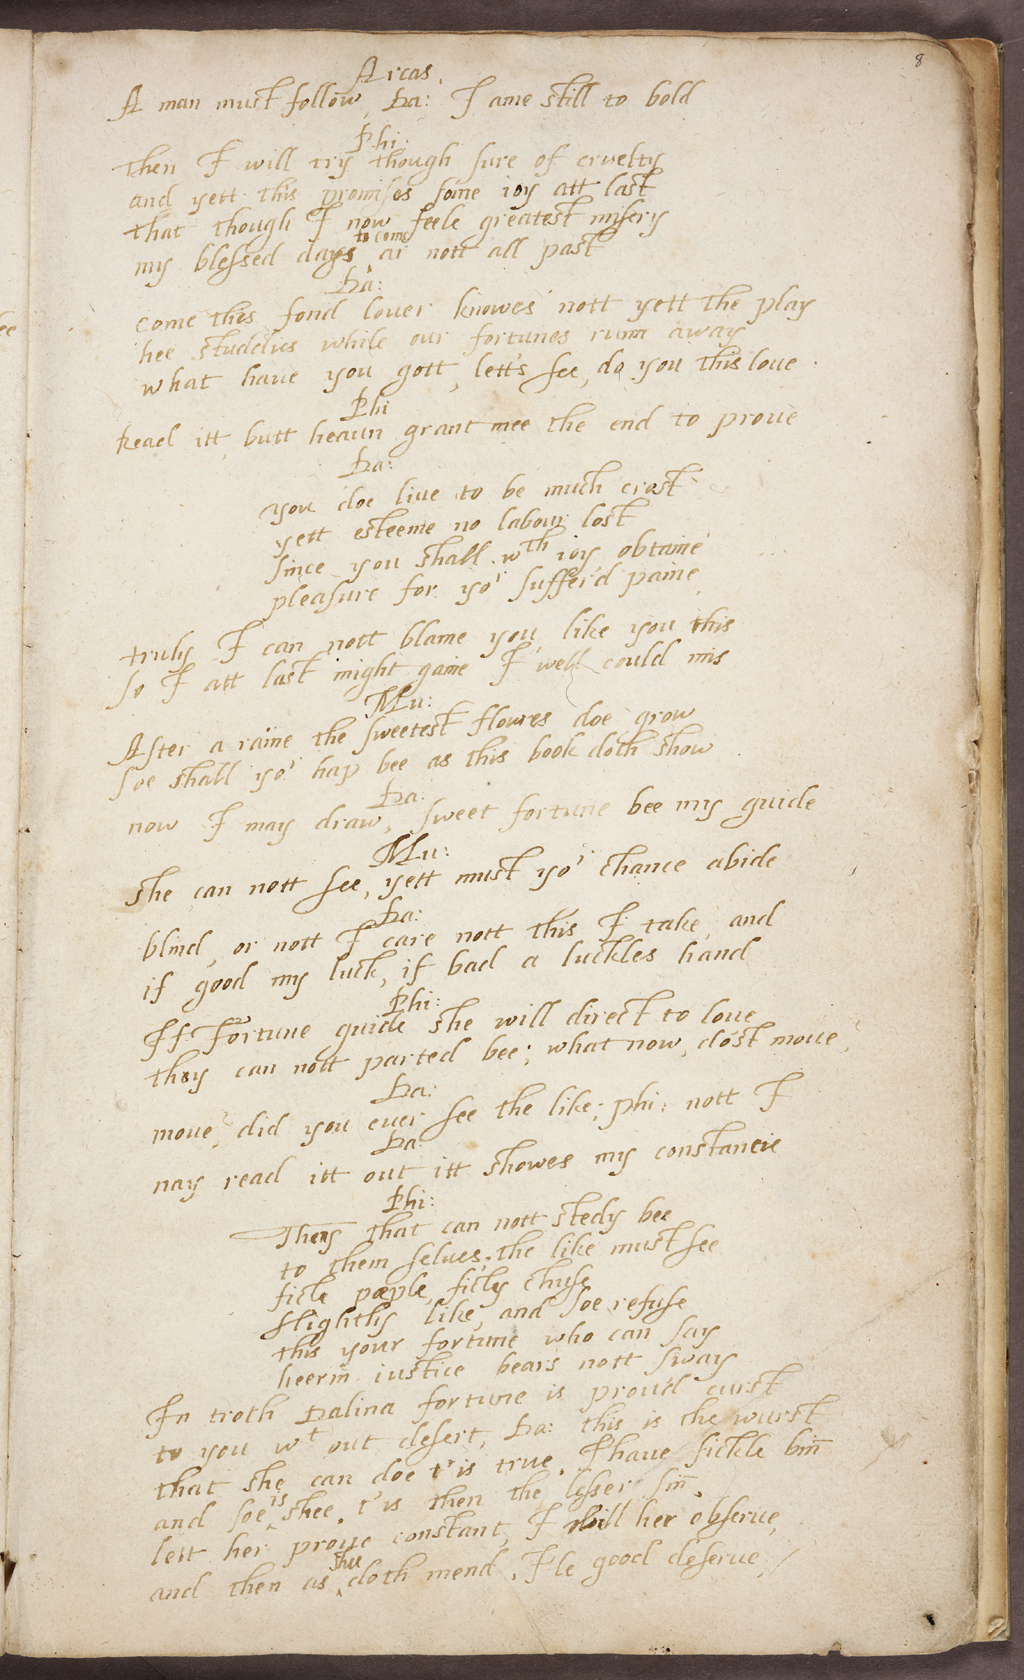 8
Arcas.
A man must follow, Da: I ame still to bold
Phi:
then I will try though sure of cruelty
and yett this promises some ioy att last
that though I now feele greatest misery
my blessed days to come ar nott all past
Da:
come this fond louer knowes nott yett the play
hee studdies while our fortunes runn away
what haue you gott, letts see, do you this loue
Phi
Read itt, butt heaun grant mee the end to proue
Da:
you doe liue to be much crost
yett esteeme no labour lost
since you shall wth ioy obtaine
pleasure for yor suffer'd paine
truly I can nott blame you, like you this
so I att last might gaine I well could mis
Mu:
After a raine the sweetest flowres doe grow
soe shall yor hap bee as this book doth show
Da:
now I may draw, sweet fortune bee my guide
Mu:
she can nott see, yett must yor chance abide
Da:
blind, or nott I care nott this I take, and
if good my luck, if bad a luckles hand
Phi:
If Fortune guide she will direct to loue
they can nott parted bee; what now, dost moue,
Da:
moue, did you euer see the like; phi: nott I
Da:
nay read itt out itt showes my constancie
Phi:
They that can nott stedy bee
to them selues, the like must see
ficle pæple, ficly chuse
slightly like, and soe refuse
this your fortune who can say
heerin iustice bears nott sway
In troth Dalina fortune is prou'd curst
to you wt out desert, Da: this is the wurst
that she can doe t'is true, I haue fickle binn
and soe is shee, t'is then the lesser sinn,
lett her proue constant, I will her obserue,
and then as she doth mend, I'le good deserue,